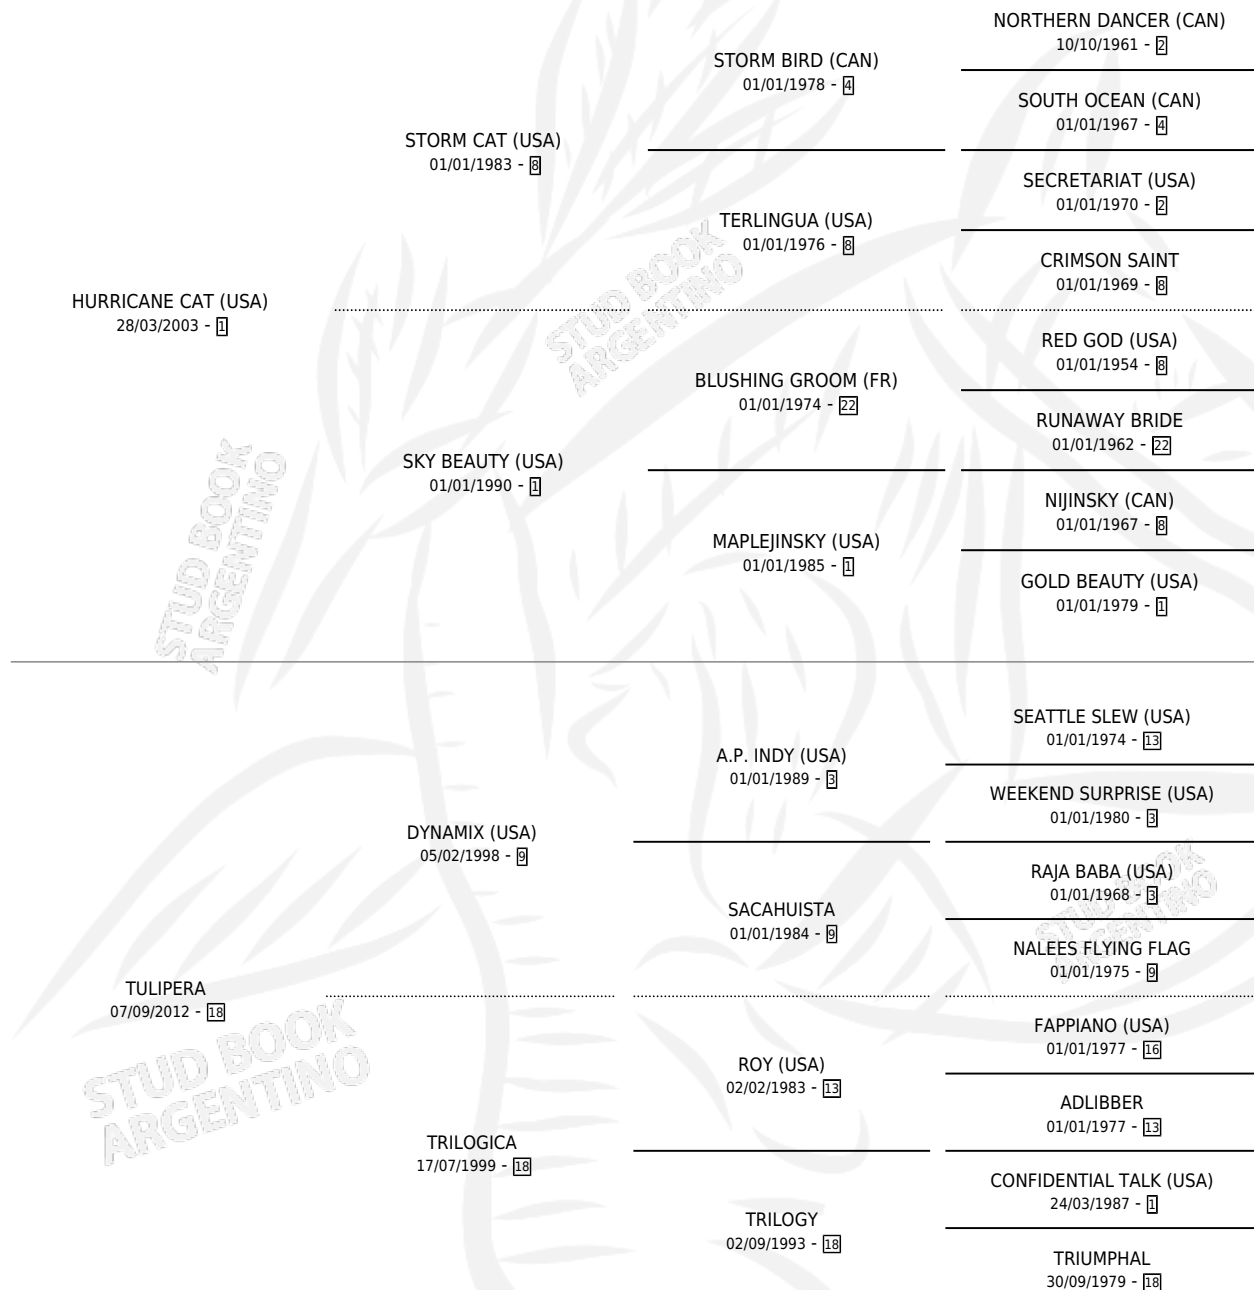 NORTHERN DANCER (CAN)
10/10/1961 - 2
STORM BIRD (CAN)
01/01/1978 - 4
SOUTH OCEAN (CAN)
01/01/1967 - 4
STORM CAT (USA)
01/01/1983 - 8
SECRETARIAT (USA)
01/01/1970 - 2
TERLINGUA (USA)
01/01/1976 - 8
CRIMSON SAINT
01/01/1969 - 8
HURRICANE CAT (USA)
28/03/2003 - 1
RED GOD (USA)
01/01/1954 - 8
BLUSHING GROOM (FR)
01/01/1974 - 22
RUNAWAY BRIDE
01/01/1962 - 22
SKY BEAUTY (USA)
01/01/1990 - 1
NIJINSKY (CAN)
01/01/1967 - 8
MAPLEJINSKY (USA)
01/01/1985 - 1
GOLD BEAUTY (USA)
01/01/1979 - 1
SEATTLE SLEW (USA)
01/01/1974 - 13
A.P. INDY (USA)
01/01/1989 - 3
WEEKEND SURPRISE (USA)
01/01/1980 - 3
DYNAMIX (USA)
05/02/1998 - 9
RAJA BABA (USA)
01/01/1968 - 3
SACAHUISTA
01/01/1984 - 9
NALEES FLYING FLAG
01/01/1975 - 9
TULIPERA
07/09/2012 - 18
FAPPIANO (USA)
01/01/1977 - 16
ROY (USA)
02/02/1983 - 13
ADLIBBER
01/01/1977 - 13
TRILOGICA
17/07/1999 - 18
CONFIDENTIAL TALK (USA)
24/03/1987 - 1
TRILOGY
02/09/1993 - 18
TRIUMPHAL
30/09/1979 - 18
STUD BOOK
ARGENTINO
STUD BOOK
ARGENTINO
STUD BOOK
ARGENTINO
STUD BOOK
ARGENTINO